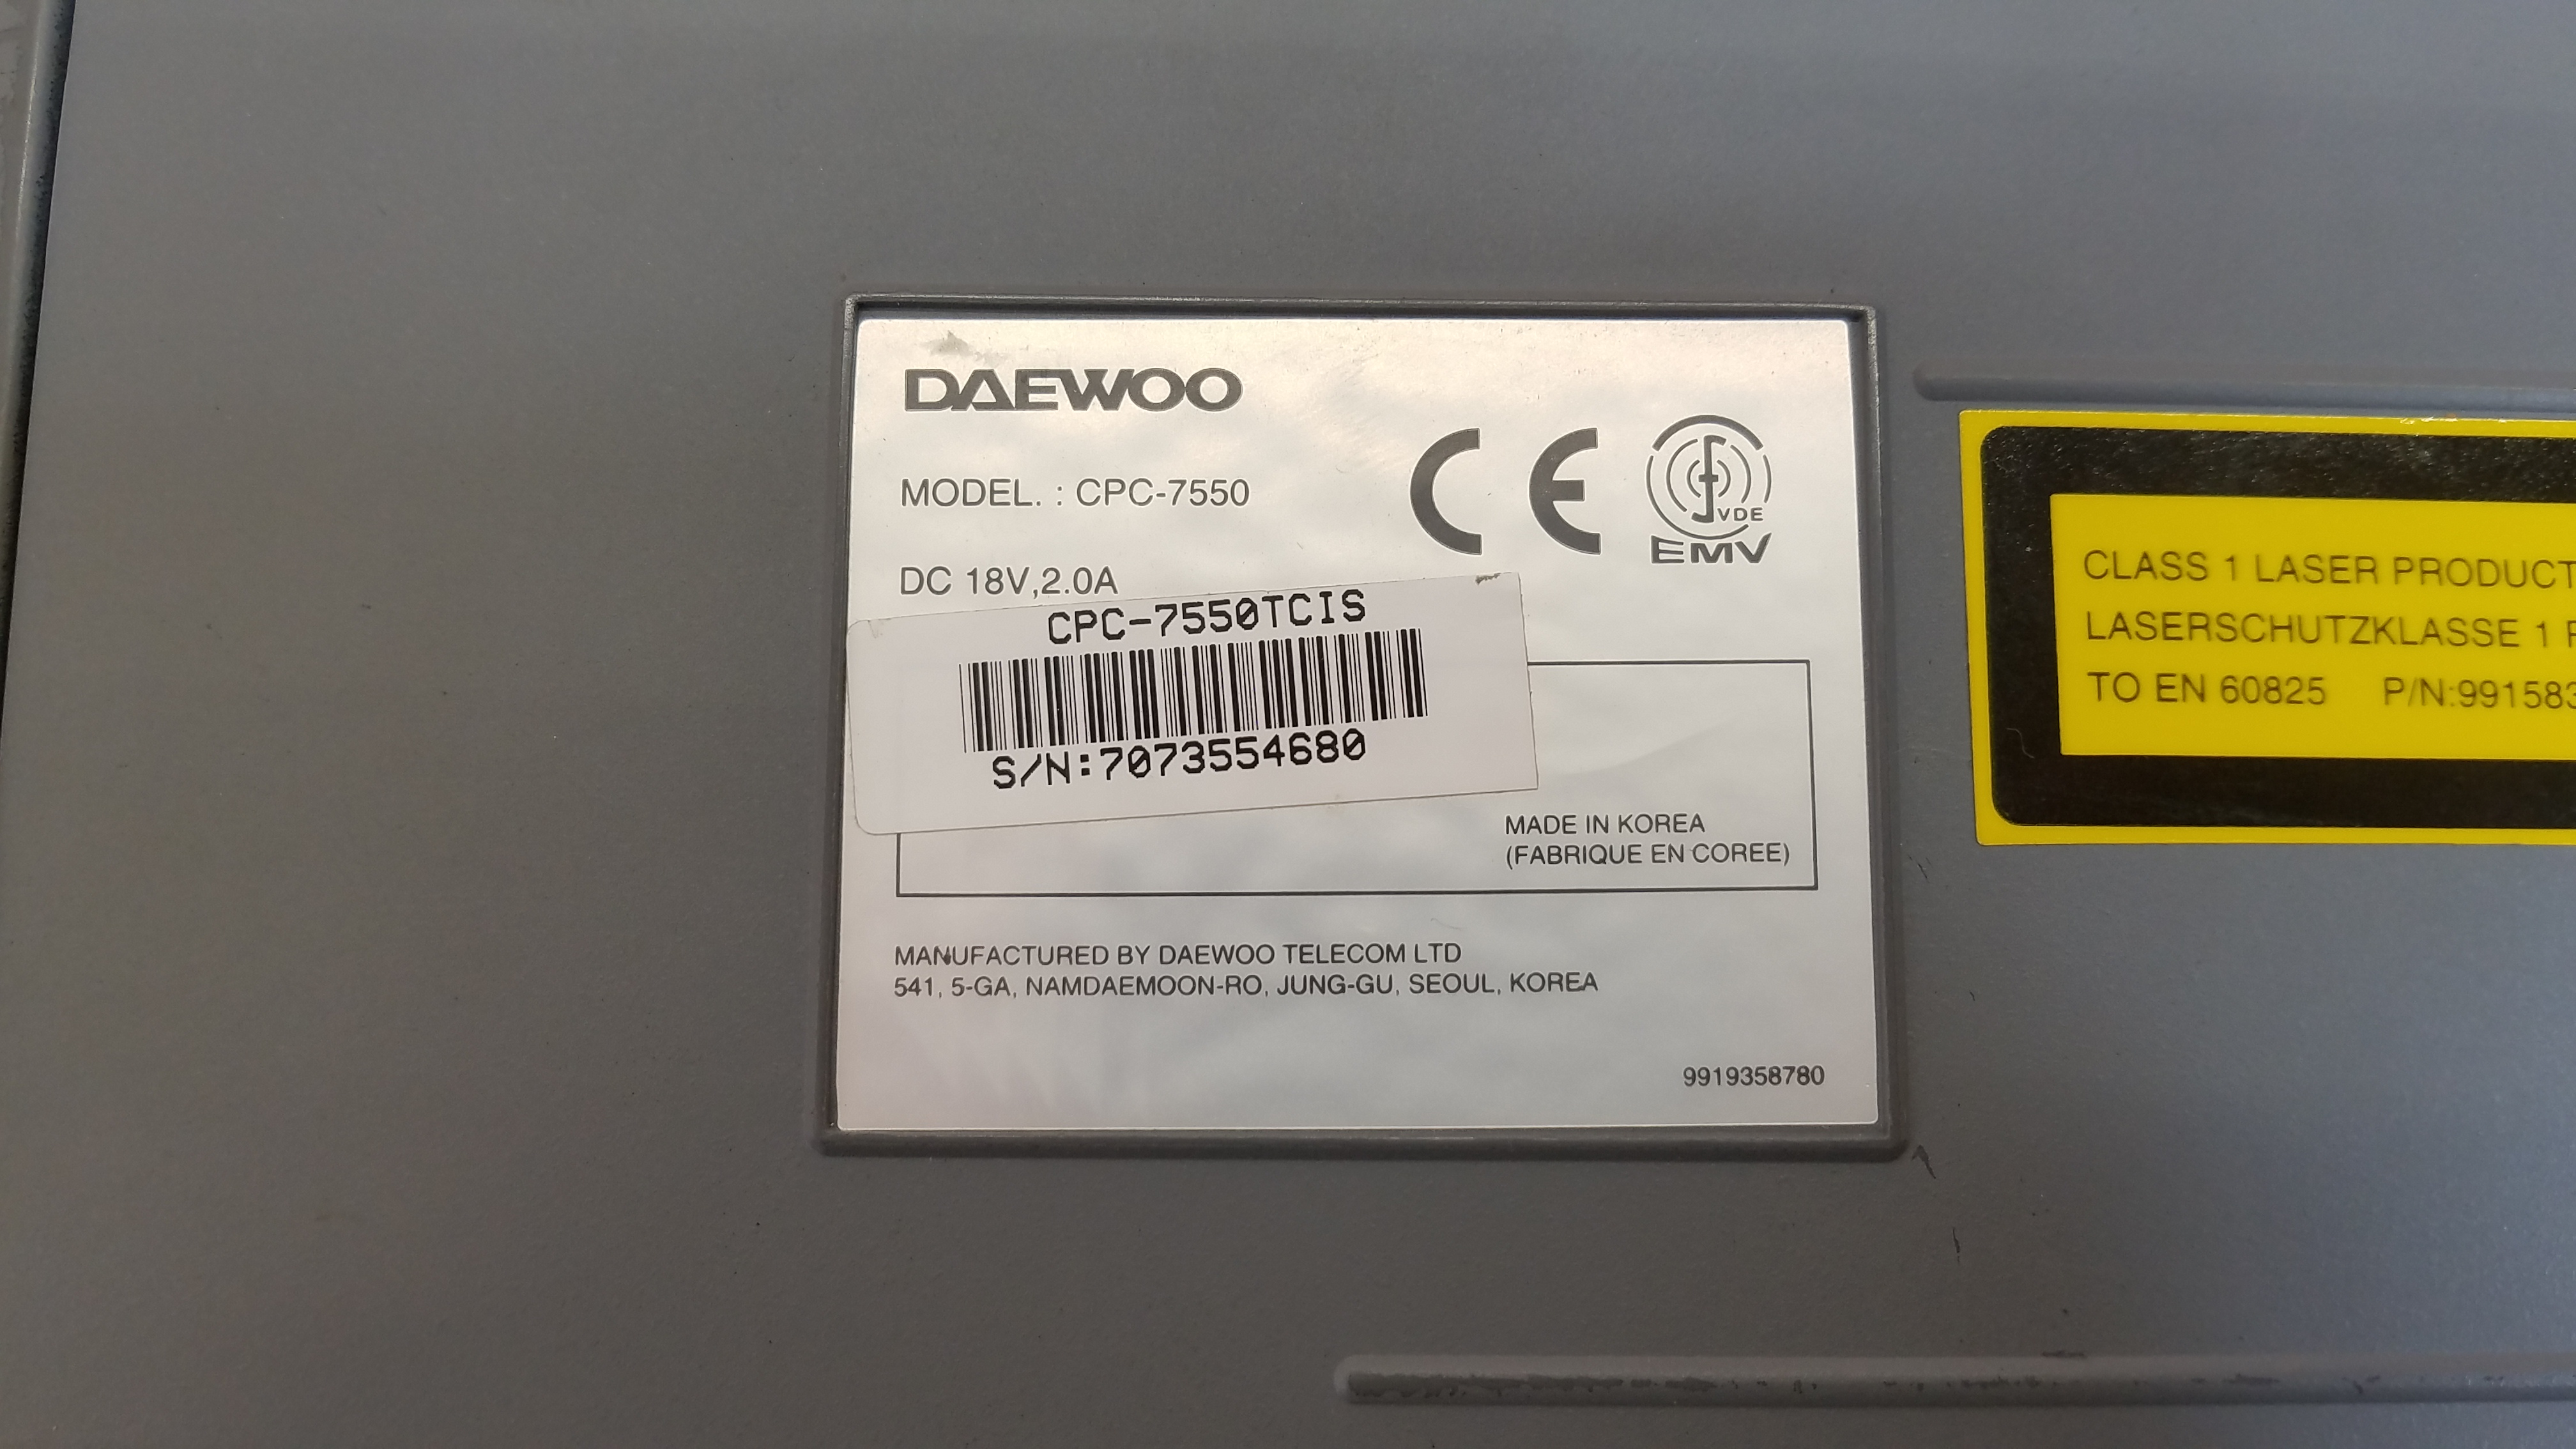 DAEWOO
MODEL. : CPC-7550
CE
VDE
EMV
DC 18V,2.0A
CPC-7550TCIS
S/N:7073554680
MADE IN KOREA
(FABRIQUE EN COREE)
MANUFACTURED BY DAEWOO TELECOM LTD
541, 5-GA, NAMDAEMOON-RO, JUNG-GU, SEOUL, KOREA
9919358780
CLASS 1 LASER PRODUCT
LASERSCHUTZKLASSE 1
TO EN 60825 P/N:991583